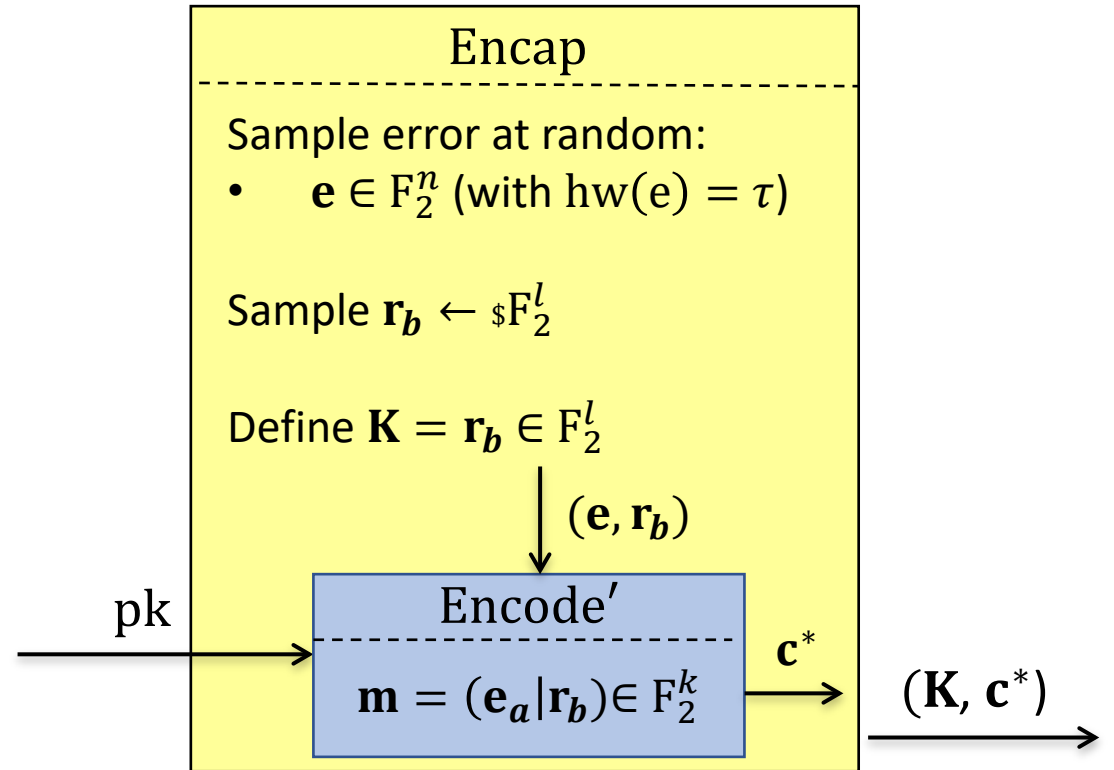 Encap
Sample error at random:
• 𝐞 ∈ F₂ⁿ (with hw(e) = τ)
Sample 𝐫_𝒃 ← $F₂ˡ
Define 𝐊 = 𝐫_𝒃 ∈ F₂ˡ
(𝐞, 𝐫_𝒃)
pk
Encode′
𝐜*
𝐦 = (𝐞_𝒂|𝐫_𝒃)∈ F₂ᵏ
(𝐊, 𝐜*)